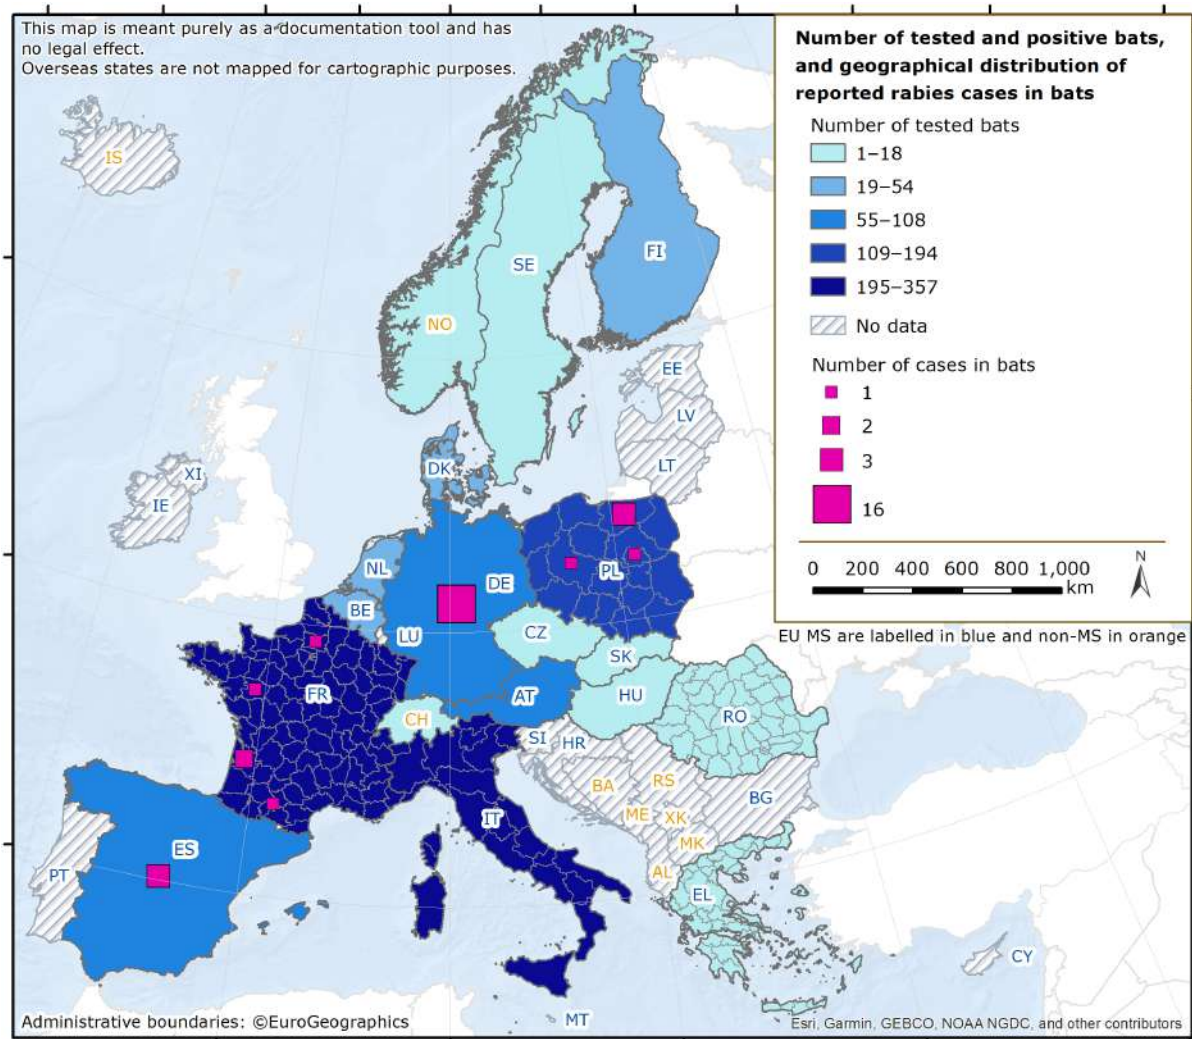 This map is meant purely as a documentation tool and has
no legal effect.
Overseas states are not mapped for cartographic purposes.
Number of tested and positive bats,
and geographical distribution of
reported rabies cases in bats
Number of tested bats
1–18
19–54
55–108
109–194
195–357
No data
Number of cases in bats
1
2
3
16
0 200 400 600 800 1,000
km
N
EU MS are labelled in blue and non-MS in orange
IS
FI
SE
NO
EE
LV
LT
DK
XI
IE
NL
DE
PL
BE
LU
CZ
SK
FR
AT
HU
CH
RO
SI
HR
BA
RS
BG
ME
XK
MK
IT
ES
PT
AL
EL
CY
MT
Administrative boundaries: ©EuroGeographics
Esri, Garmin, GEBCO, NOAA NGDC, and other contributors